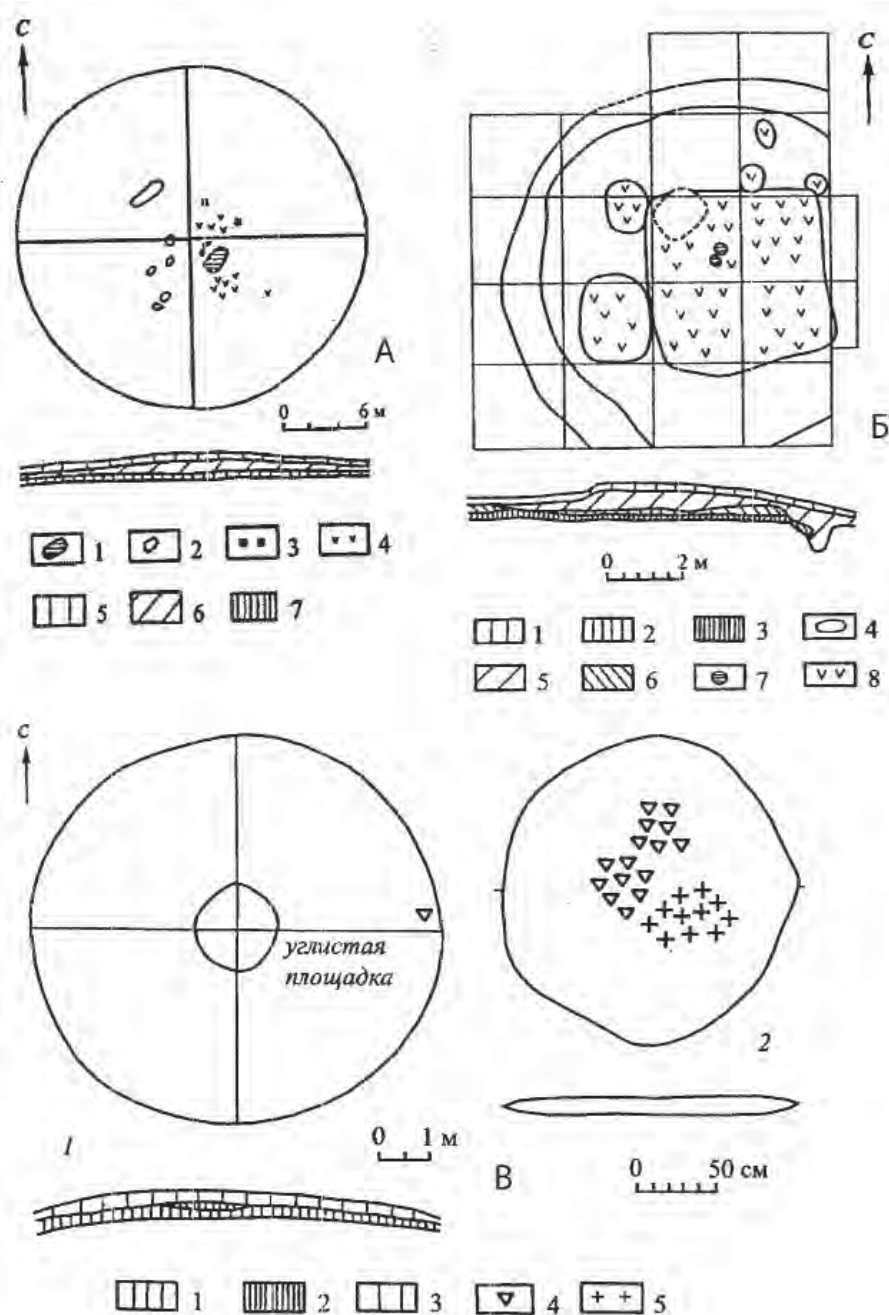 С
С
А
0 6 м
Б
1 2 3 4
5 6 7
0 2 м
1 2 3 4
5 6 7 8
С
углистая
площадка
2
1
0 1 м
В
0 50 см
1 2 3 4 5